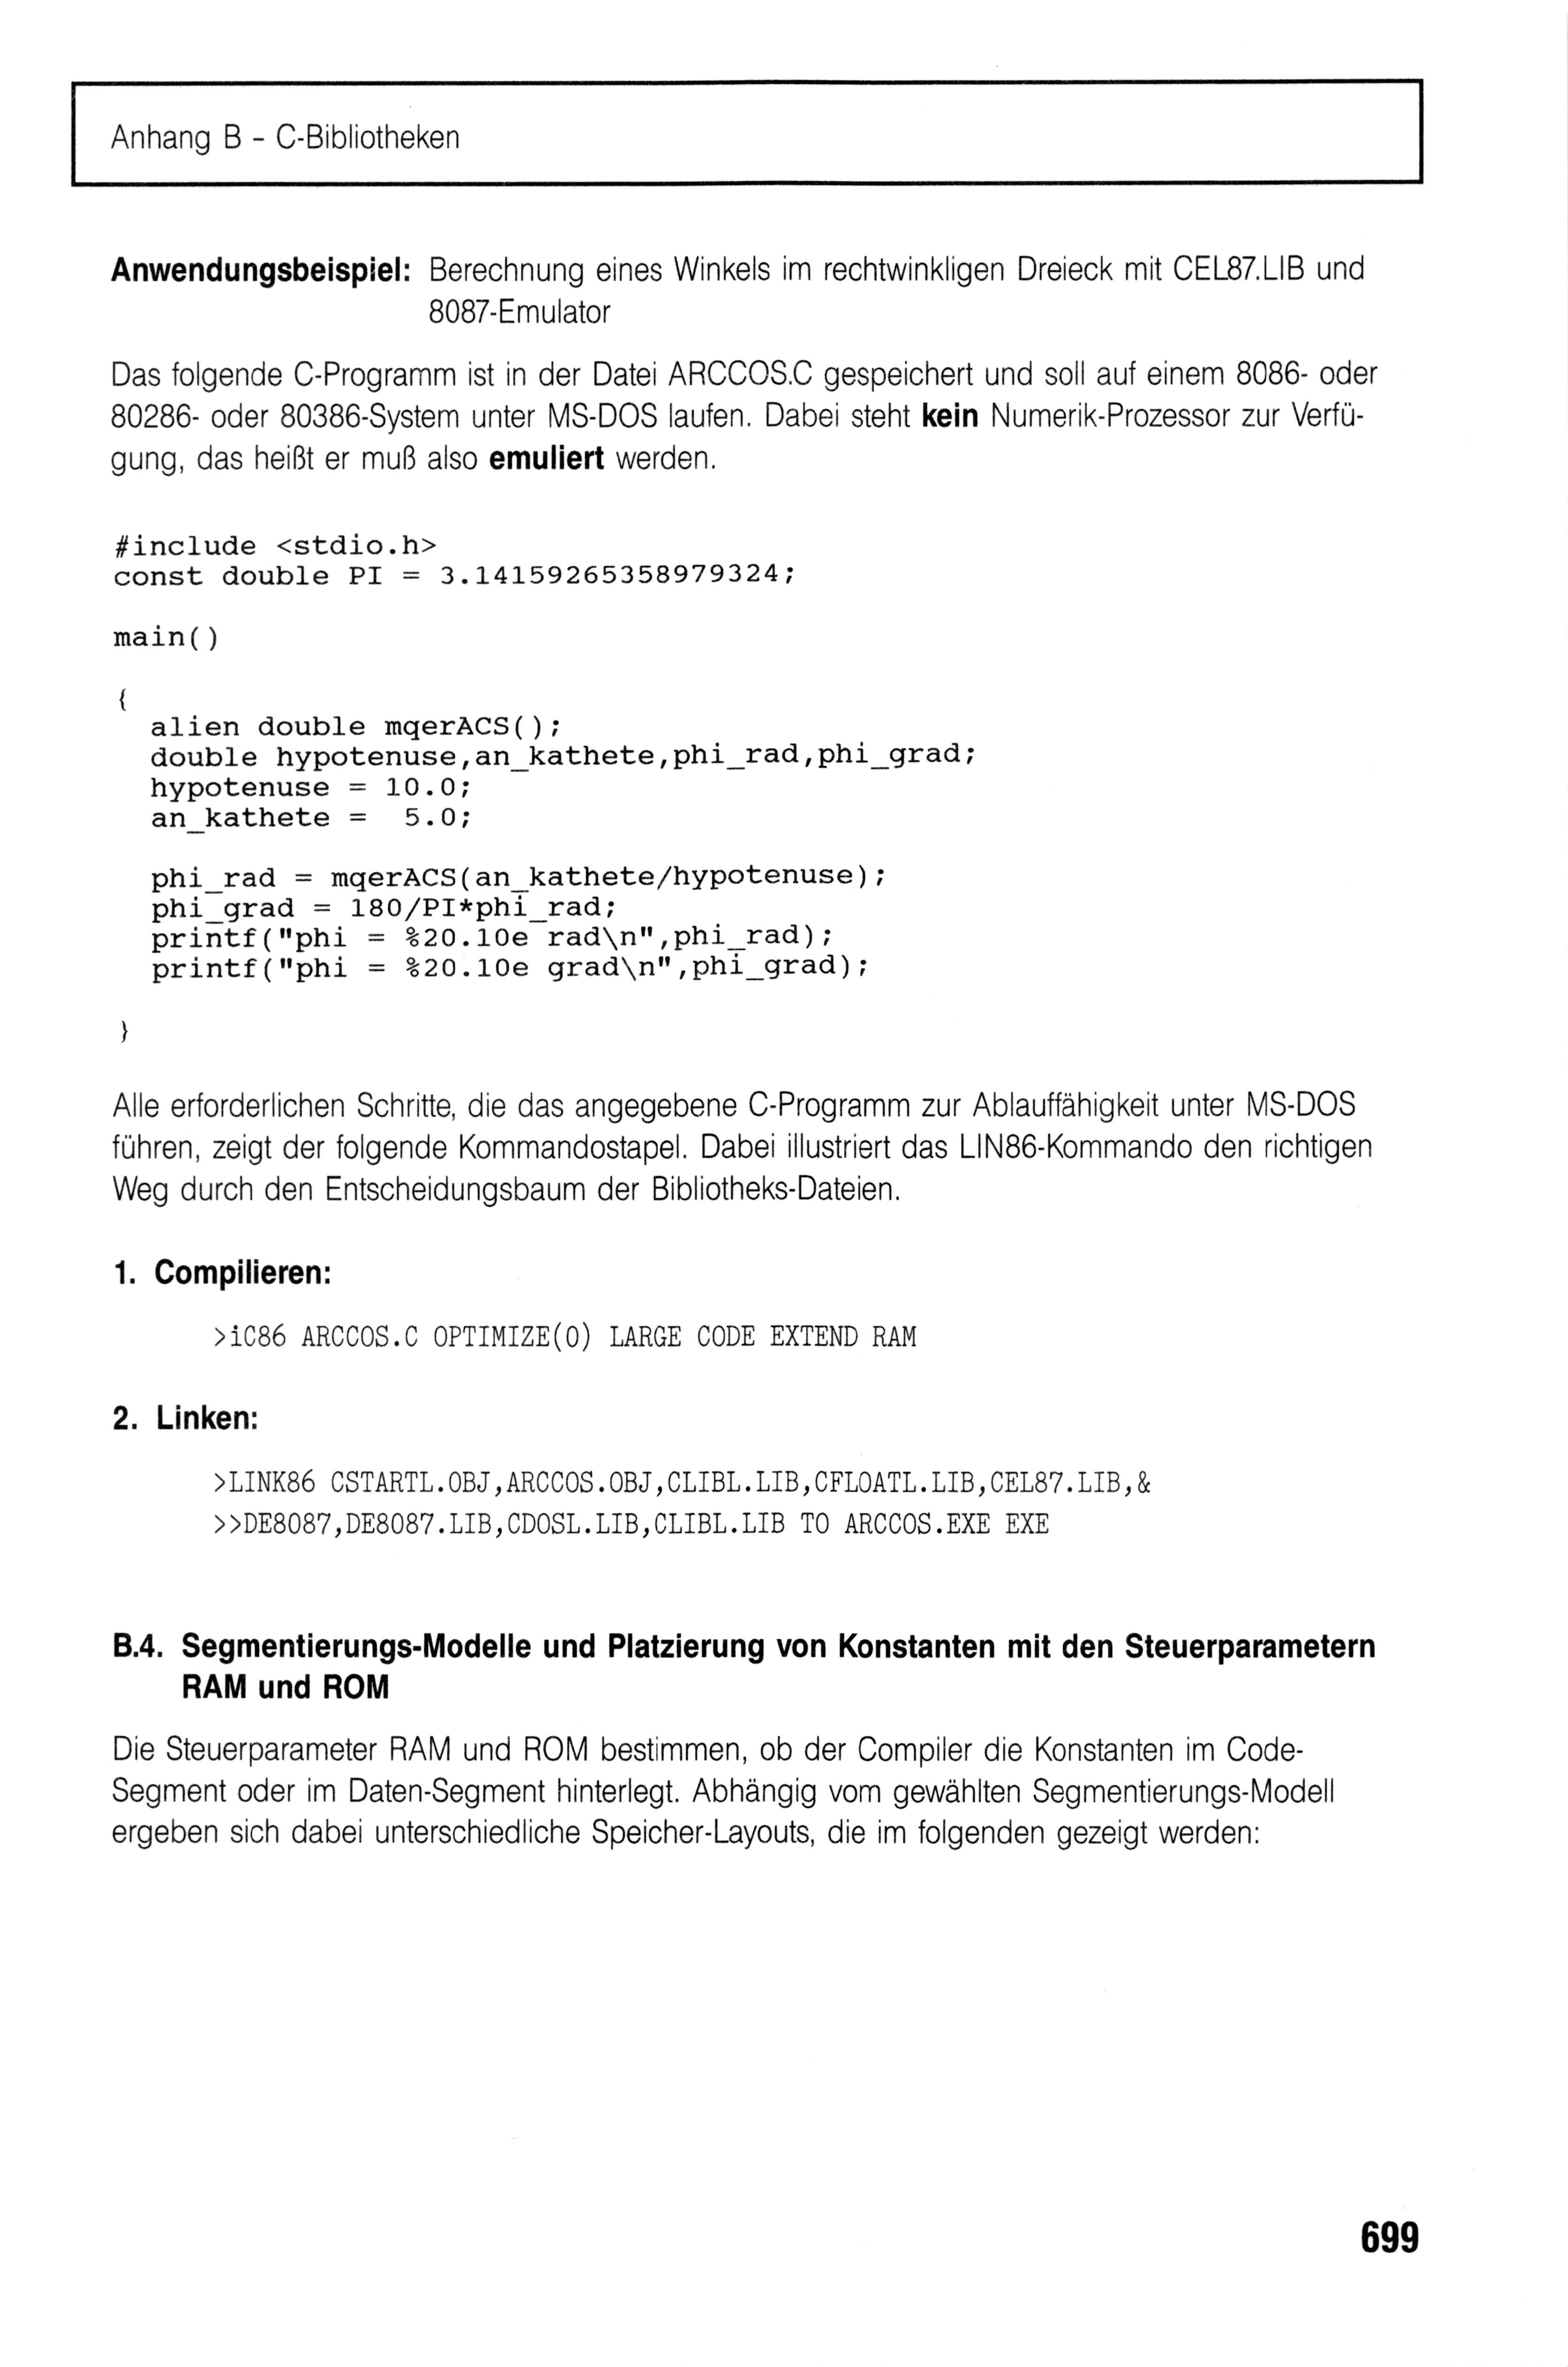 Anhang B – C-Bibliotheken
Anwendungsbeispiel: Berechnung eines Winkels im rechtwinkligen Dreieck mit CEL87.LIB und
8087-Emulator
Das folgende C-Programm ist in der Datei ARCCOS.C gespeichert und soll auf einem 8086- oder
80286- oder 80386-System unter MS-DOS laufen. Dabei steht kein Numerik-Prozessor zur Verfü-
gung, das heißt er muß also emuliert werden.
#include <stdio.h>
const double PI = 3.14159265358979324;
main()
{
alien double mqerACS();
double hypotenuse,an_kathete,phi_rad,phi_grad;
hypotenuse = 10.0;
an_kathete =  5.0;
phi_rad = mqerACS(an_kathete/hypotenuse);
phi_grad = 180/PI*phi_rad;
printf("phi = %20.10e rad\n",phi_rad);
printf("phi = %20.10e grad\n",phi_grad);
}
Alle erforderlichen Schritte, die das angegebene C-Programm zur Ablauffähigkeit unter MS-DOS
führen, zeigt der folgende Kommandostapel. Dabei illustriert das LIN86-Kommando den richtigen
Weg durch den Entscheidungsbaum der Bibliotheks-Dateien.
1. Compilieren:
>iC86 ARCCOS.C OPTIMIZE(0) LARGE CODE EXTEND RAM
2. Linken:
>LINK86 CSTARTL.OBJ,ARCCOS.OBJ,CLIBL.LIB,CFLOATL.LIB,CEL87.LIB,&
>>DE8087,DE8087.LIB,CDOSL.LIB,CLIBL.LIB TO ARCCOS.EXE EXE
B.4. Segmentierungs-Modelle und Platzierung von Konstanten mit den Steuerparametern
RAM und ROM
Die Steuerparameter RAM und ROM bestimmen, ob der Compiler die Konstanten im Code-
Segment oder im Daten-Segment hinterlegt. Abhängig vom gewählten Segmentierungs-Modell
ergeben sich dabei unterschiedliche Speicher-Layouts, die im folgenden gezeigt werden:
699